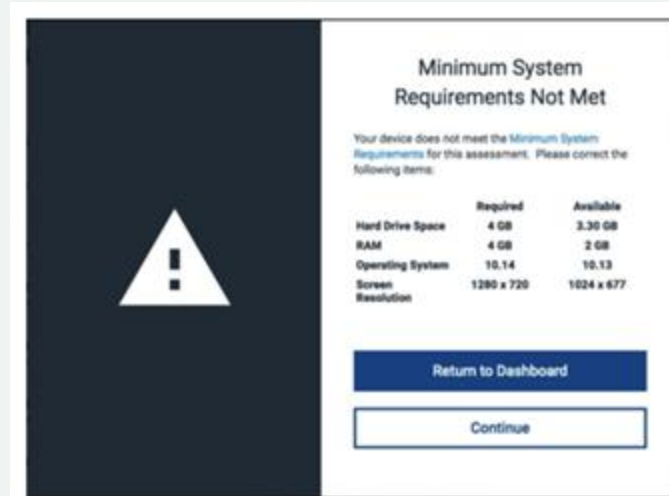 Minimum System
Requirements Not Met
Your device does not meet the Minimum System
Requirements for this assessment. Please correct the
following items:
Required Available
Hard Drive Space 4 GB 3.30 GB
RAM 4 GB 2 GB
Operating System 10.14 10.13
Screen 1280 x 720 1024 x 677
Resolution
Return to Dashboard
Continue